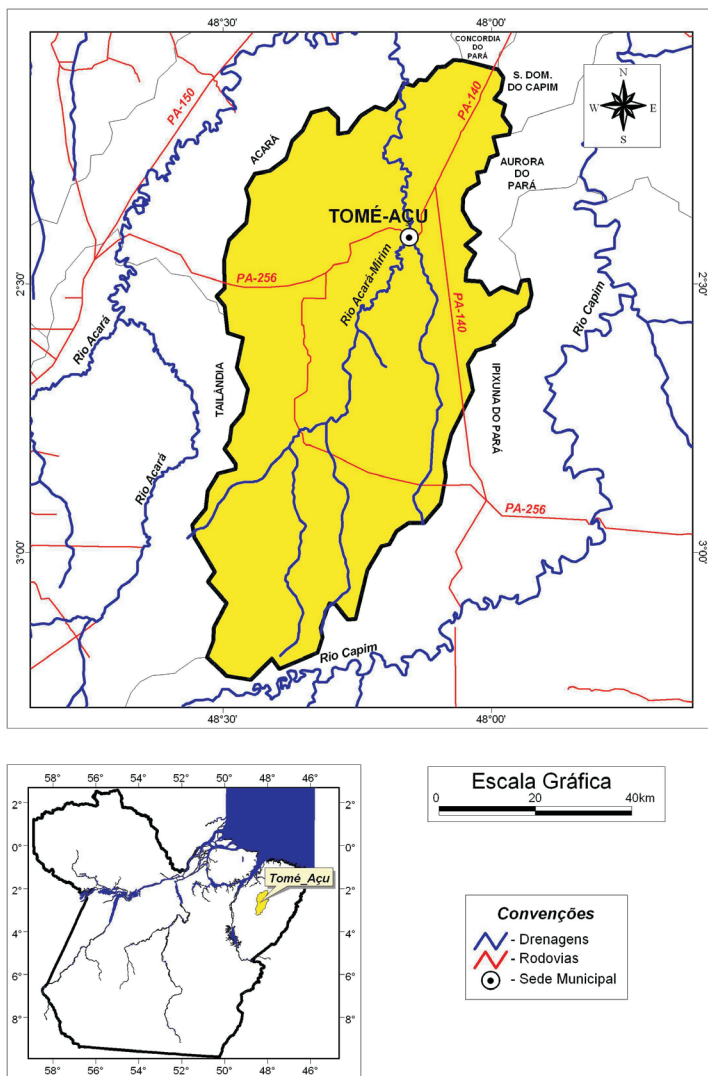 48°30'
48°00'
CONCORDIA
DO
PARÁ
S. DOM.
DO CAPIM
N
W
E
S
PA-140
PA-150
ACARÁ
AURORA
DO
PARÁ
TOMÉ-AÇU
2°30'
2°30'
PA-256
Rio Acará-Mirim
Rio Capim
PA-140
Rio Acará
TAILÂNDIA
IPIXUNA DO PARÁ
Rio Acará
PA-256
3°00'
3°00'
Rio Capim
48°30'
48°00'
58°
56°
54°
52°
50°
48°
46°
2°
2°
0°
0°
Tomé_Açu
2°
2°
4°
4°
6°
6°
8°
8°
58°
56°
54°
52°
50°
48°
46°
Escala Gráfica
0
20
40km
Convenções
- Drenagens
- Rodovias
- Sede Municipal